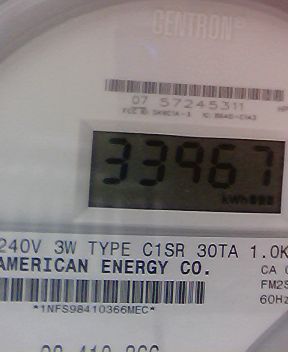 CENTRON®
07 57245311
33967
kWh
240V 3W TYPE C1SR 30TA 1.0K
AMERICAN ENERGY CO.
CA
FM2S
60Hz
*1NFS98410366MEC*